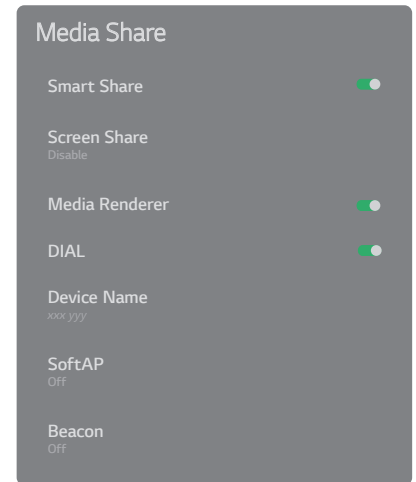 Media Share
Smart Share
Screen Share
Disable
Media Renderer
DIAL
Device Name
xxx yyy
SoftAP
Off
Beacon
Off